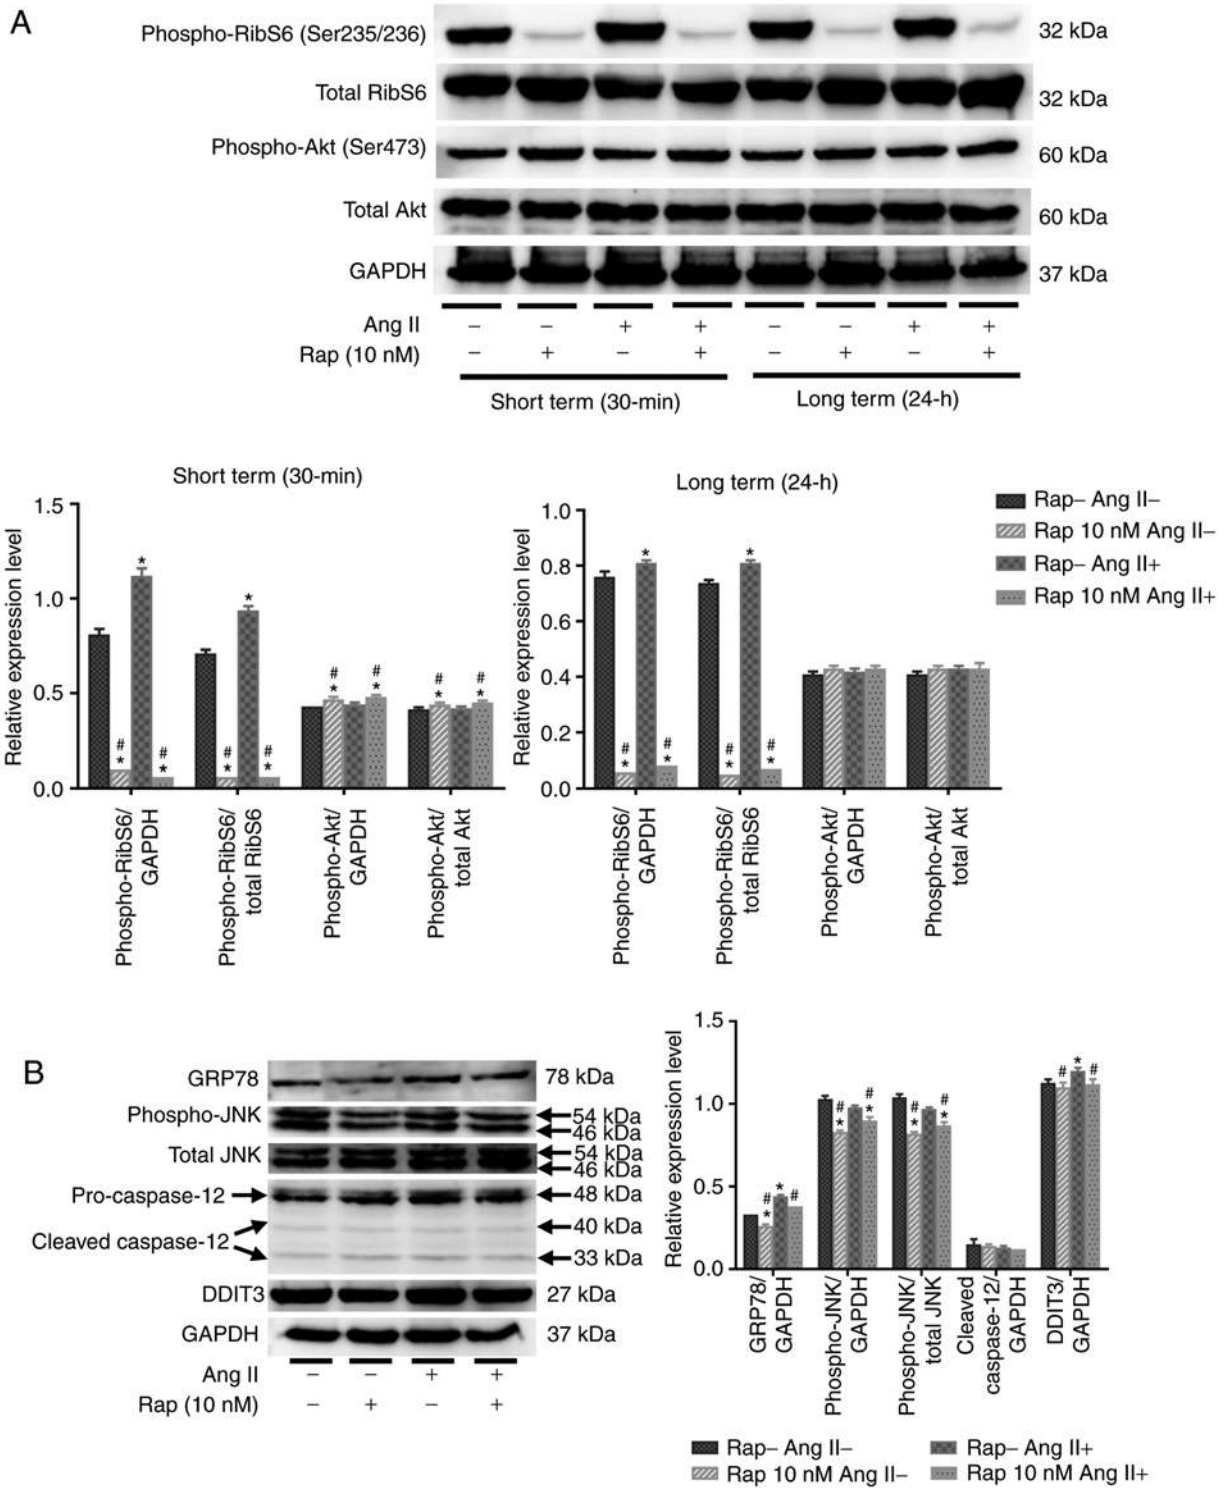 A
Phospho-RibS6 (Ser235/236) 32 kDa
Total RibS6 32 kDa
Phospho-Akt (Ser473) 60 kDa
Total Akt 60 kDa
GAPDH 37 kDa
Ang II − − + + − − + +
Rap (10 nM) − + − + − + − +
Short term (30-min) Long term (24-h)
Short term (30-min)
Relative expression level
1.5
1.0
0.5
0.0
# * * # * # * * # * # * # * # * # *
Phospho-RibS6/
GAPDH
Phospho-RibS6/
total RibS6
Phospho-Akt/
GAPDH
Phospho-Akt/
total Akt
Long term (24-h)
Relative expression level
1.0
0.8
0.6
0.4
0.2
0.0
# * * # * # * * # *
Phospho-RibS6/
GAPDH
Phospho-RibS6/
total RibS6
Phospho-Akt/
GAPDH
Phospho-Akt/
total Akt
Rap− Ang II−
Rap 10 nM Ang II−
Rap− Ang II+
Rap 10 nM Ang II+
B
GRP78 78 kDa
Phospho-JNK 54 kDa
46 kDa
Total JNK 54 kDa
46 kDa
Pro-caspase-12 48 kDa
40 kDa
Cleaved caspase-12
33 kDa
DDIT3 27 kDa
GAPDH 37 kDa
Ang II − − + +
Rap (10 nM) − + − +
Relative expression level
1.5
1.0
0.5
0.0
# * * # # * # * # * # * # * #
GRP78/
GAPDH
Phospho-JNK/
GAPDH
Phospho-JNK/
total JNK
Cleaved
caspase-12/
GAPDH
DDIT3/
GAPDH
Rap− Ang II− Rap− Ang II+
Rap 10 nM Ang II− Rap 10 nM Ang II+